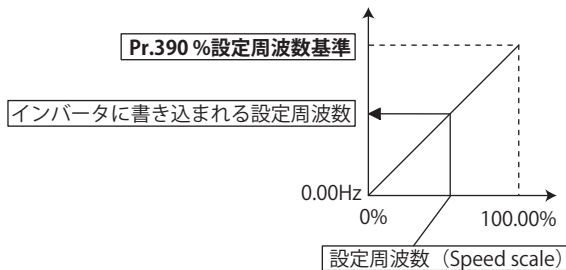 Pr.390 %設定周波数基準
インバータに書き込まれる設定周波数
0.00Hz
0%
100.00%
設定周波数（Speed scale）